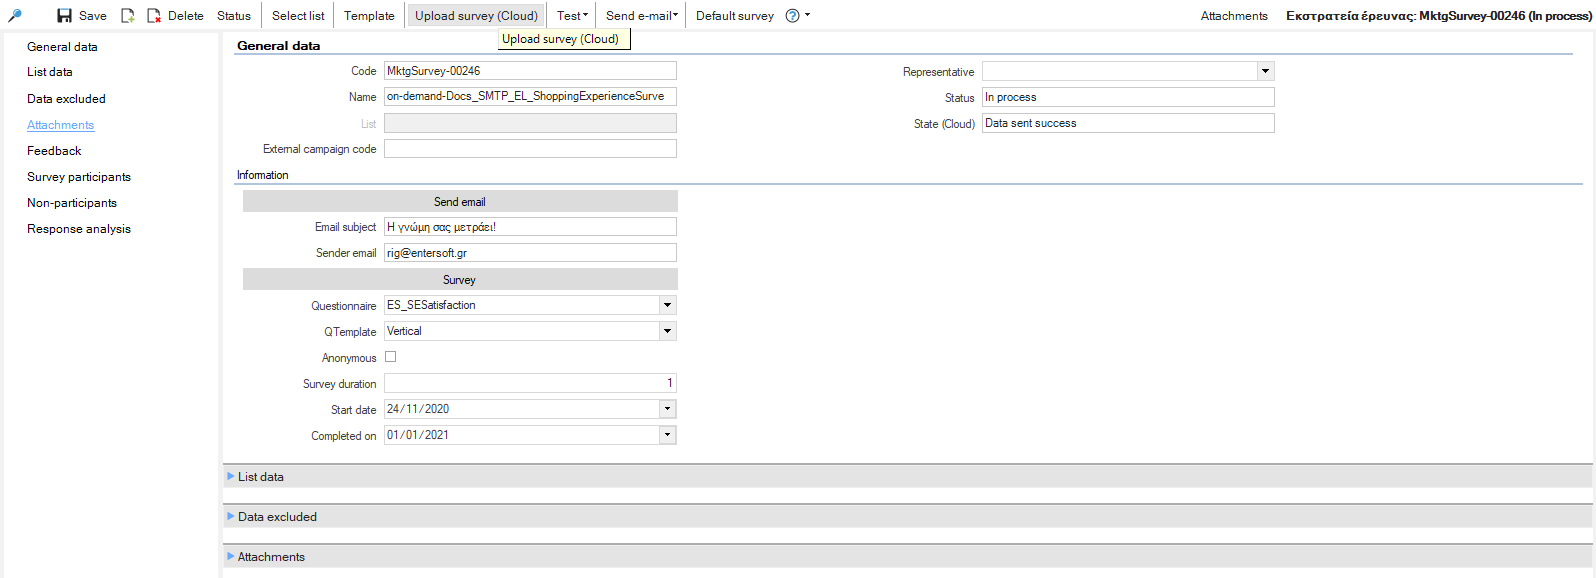 Save Delete Status Select list Template Upload survey (Cloud) Test Send e-mail Default survey ? Attachments Εκστρατεία έρευνας: MktgSurvey-00246 (In process)
Upload survey (Cloud)
General data
List data
Data excluded
Attachments
Feedback
Survey participants
Non-participants
Response analysis
General data
Code MktgSurvey-00246
Name on-demand-Docs_SMTP_EL_ShoppingExperienceSurve
List
External campaign code
Representative
Status In process
State (Cloud) Data sent success
Information
Send email
Email subject Η γνώμη σας μετράει!
Sender email rig@entersoft.gr
Survey
Questionnaire ES_SESatisfaction
QTemplate Vertical
Anonymous
Survey duration 1
Start date 24/11/2020
Completed on 01/01/2021
List data
Data excluded
Attachments